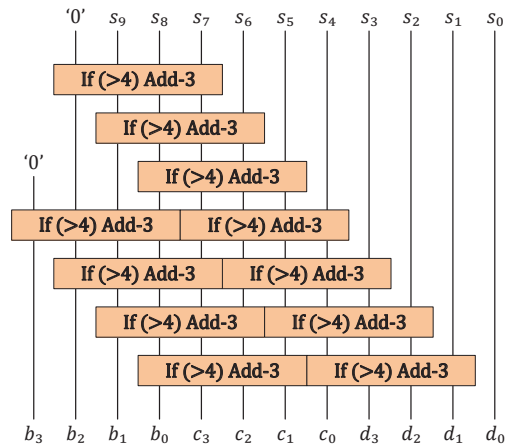 ‘0’ s₉ s₈ s₇ s₆ s₅ s₄ s₃ s₂ s₁ s₀
If (>4) Add-3
If (>4) Add-3
‘0’
If (>4) Add-3
If (>4) Add-3 If (>4) Add-3
If (>4) Add-3 If (>4) Add-3
If (>4) Add-3 If (>4) Add-3
If (>4) Add-3 If (>4) Add-3
b₃ b₂ b₁ b₀ c₃ c₂ c₁ c₀ d₃ d₂ d₁ d₀